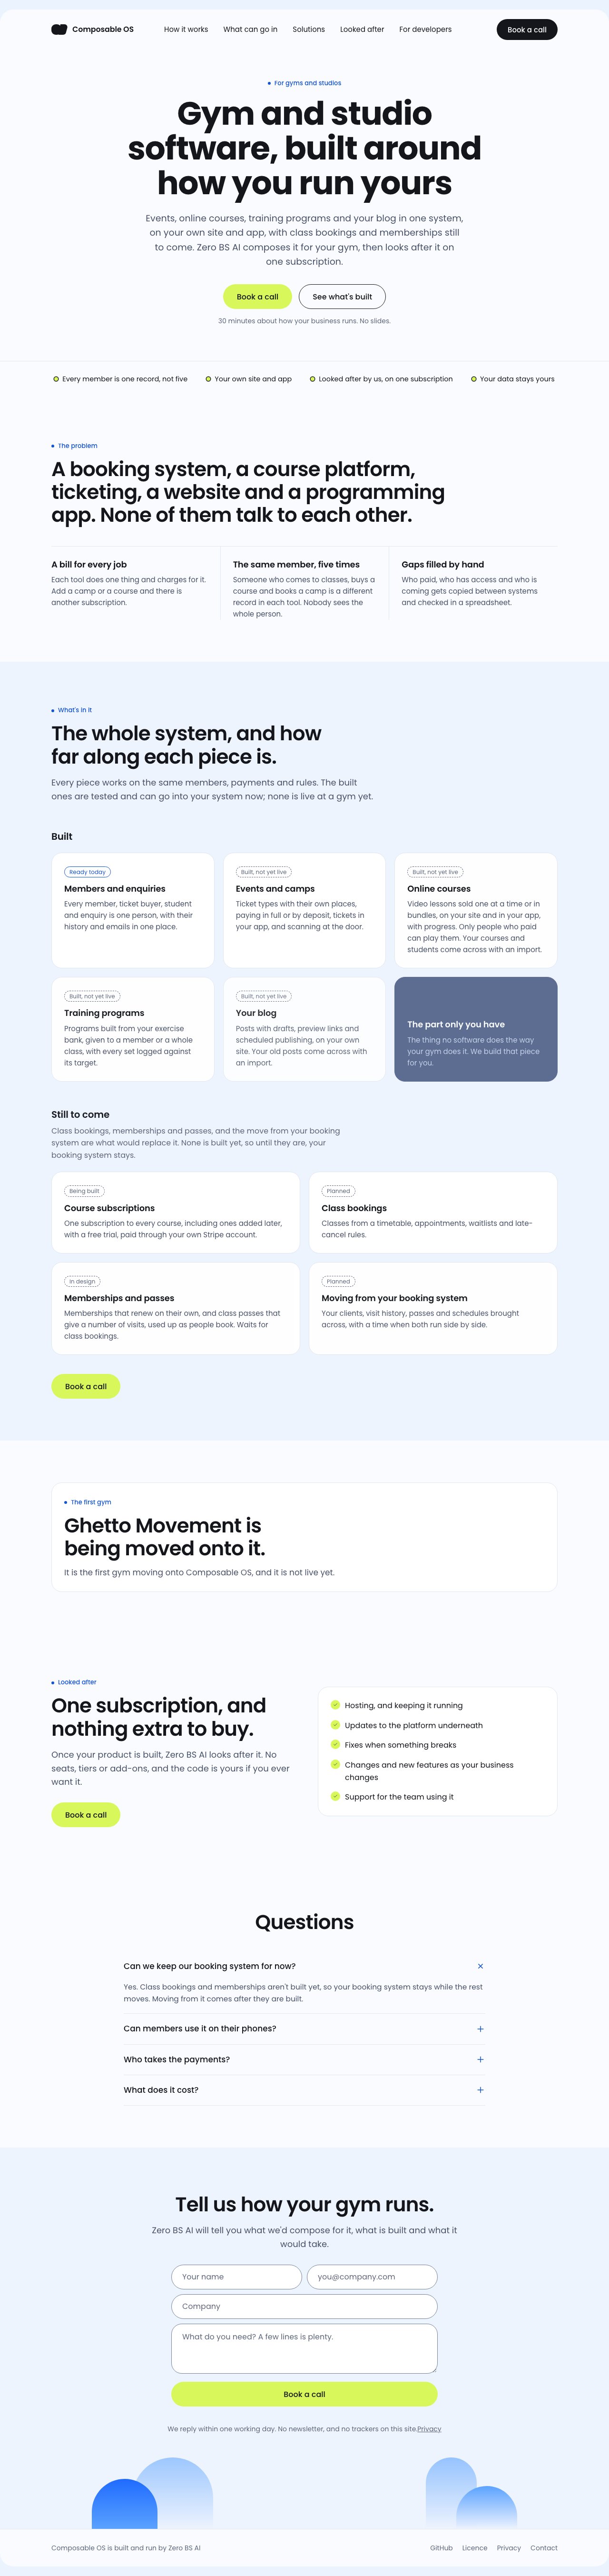 Composable OS
How it works
What can go in
Solutions
Looked after
For developers
Book a call
For gyms and studios
Gym and studio
software, built around
how you run yours
Events, online courses, training programs and your blog in one system,
on your own site and app, with class bookings and memberships still
to come. Zero BS AI composes it for your gym, then looks after it on
one subscription.
Book a call
See what's built
30 minutes about how your business runs. No slides.
Every member is one record, not five
Your own site and app
Looked after by us, on one subscription
Your data stays yours
The problem
A booking system, a course platform,
ticketing, a website and a programming
app. None of them talk to each other.
A bill for every job
Each tool does one thing and charges for it.
Add a camp or a course and there is
another subscription.
The same member, five times
Someone who comes to classes, buys a
course and books a camp is a different
record in each tool. Nobody sees the
whole person.
Gaps filled by hand
Who paid, who has access and who is
coming gets copied between systems
and checked in a spreadsheet.
What's in it
The whole system, and how
far along each piece is.
Every piece works on the same members, payments and rules. The built
ones are tested and can go into your system now; none is live at a gym yet.
Built
Ready today
Members and enquiries
Every member, ticket buyer, student
and enquiry is one person, with their
history and emails in one place.
Built, not yet live
Events and camps
Ticket types with their own places,
paying in full or by deposit, tickets in
your app, and scanning at the door.
Built, not yet live
Online courses
Video lessons sold one at a time or in
bundles, on your site and in your app,
with progress. Only people who paid
can play them. Your courses and
students come across with an import.
Built, not yet live
Training programs
Programs built from your exercise
bank, given to a member or a whole
class, with every set logged against
its target.
Built, not yet live
Your blog
Posts with drafts, preview links and
scheduled publishing, on your own
site. Your old posts come across with
an import.
The part only you have
The thing no software does the way
your gym does it. We build that piece
for you.
Still to come
Class bookings, memberships and passes, and the move from your booking
system are what would replace it. None is built yet, so until they are, your
booking system stays.
Being built
Course subscriptions
One subscription to every course, including ones added later,
with a free trial, paid through your own Stripe account.
Planned
Class bookings
Classes from a timetable, appointments, waitlists and late-
cancel rules.
In design
Memberships and passes
Memberships that renew on their own, and class passes that
give a number of visits, used up as people book. Waits for
class bookings.
Planned
Moving from your booking system
Your clients, visit history, passes and schedules brought
across, with a time when both run side by side.
Book a call
The first gym
Ghetto Movement is
being moved onto it.
It is the first gym moving onto Composable OS, and it is not live yet.
Looked after
One subscription, and
nothing extra to buy.
Once your product is built, Zero BS AI looks after it. No
seats, tiers or add-ons, and the code is yours if you ever
want it.
Book a call
Hosting, and keeping it running
Updates to the platform underneath
Fixes when something breaks
Changes and new features as your business
changes
Support for the team using it
Questions
Can we keep our booking system for now?
Yes. Class bookings and memberships aren't built yet, so your booking system stays while the rest
moves. Moving from it comes after they are built.
Can members use it on their phones?
Who takes the payments?
What does it cost?
Tell us how your gym runs.
Zero BS AI will tell you what we'd compose for it, what is built and what it
would take.
Your name
you@company.com
Company
What do you need? A few lines is plenty.
Book a call
We reply within one working day. No newsletter, and no trackers on this site.Privacy
Composable OS is built and run by Zero BS AI
GitHub
Licence
Privacy
Contact